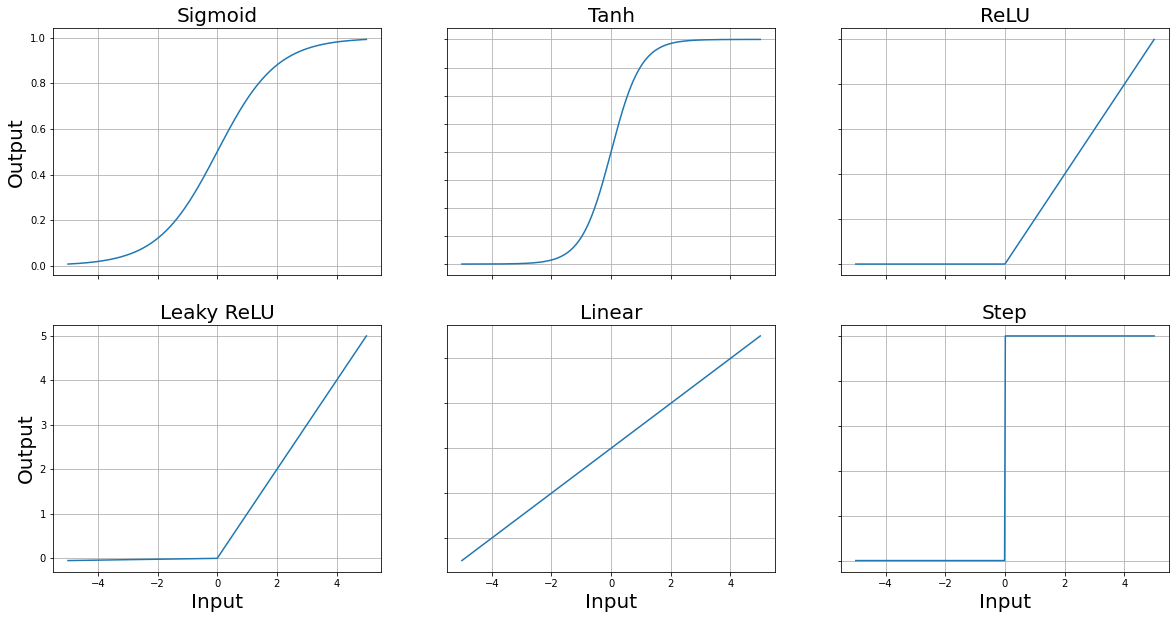 Sigmoid
Tanh
ReLU
1.0
0.8
0.6
0.4
0.2
0.0
Output
Leaky ReLU
Linear
Step
5
4
3
2
1
0
Output
−4 −2 0 2 4
−4 −2 0 2 4
−4 −2 0 2 4
Input
Input
Input